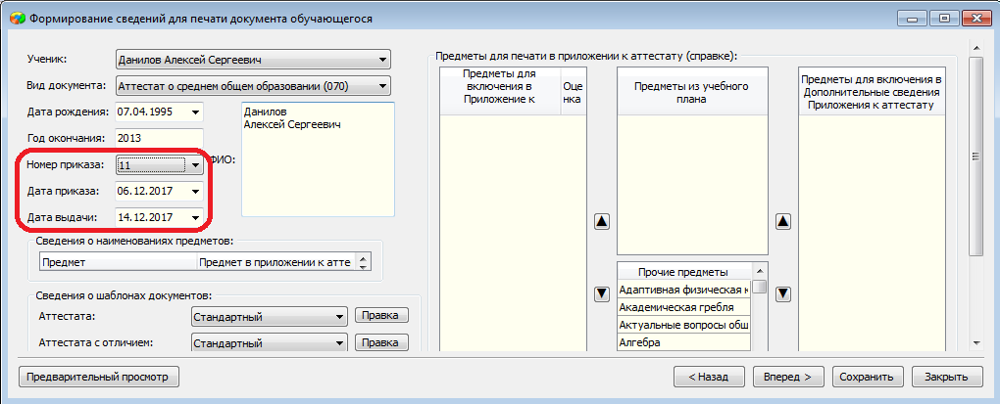 Формирование сведений для печати документа обучающегося
Ученик: Данилов Алексей Сергеевич
Вид документа: Аттестат о среднем общем образовании (070)
Дата рождения: 07.04.1995
Год окончания: 2013
Номер приказа: 11
Дата приказа: 06.12.2017
Дата выдачи: 14.12.2017
ФИО:
Данилов
Алексей Сергеевич
Сведения о наименованиях предметов:
Предмет Предмет в приложении к атте
Сведения о шаблонах документов:
Аттестата: Стандартный Правка
Аттестата с отличием: Стандартный Правка
Предметы для печати в приложении к аттестату (справке):
Предметы для
включения в
Приложение к
Оце
нка
Предметы из учебного
плана
Прочие предметы
Адаптивная физическая к
Академическая гребля
Актуальные вопросы общ
Алгебра
Предметы для включения в
Дополнительные сведения
Приложения к аттестату
Предварительный просмотр
< Назад Вперед > Сохранить Закрыть